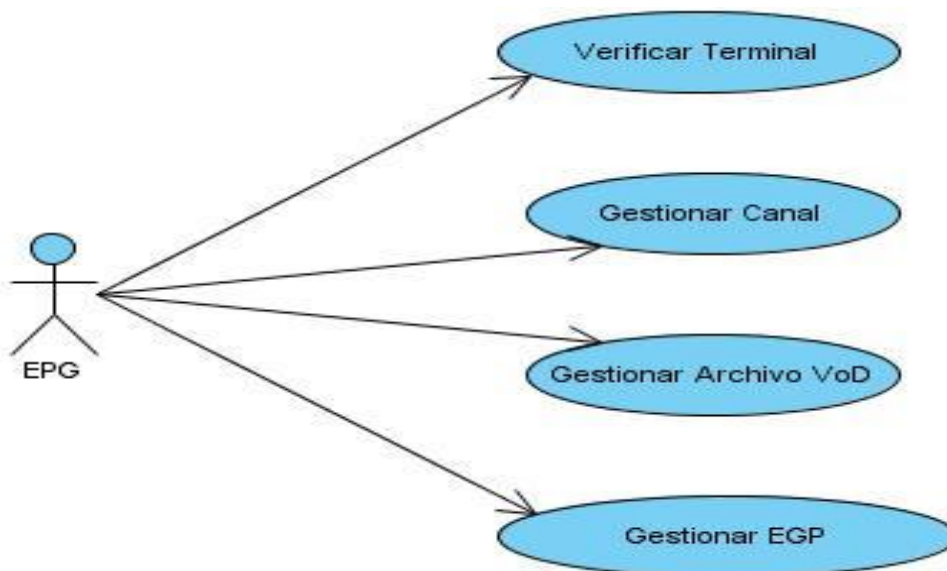 Verificar Terminal
Gestionar Canal
EPG
Gestionar Archivo VoD
Gestionar EGP